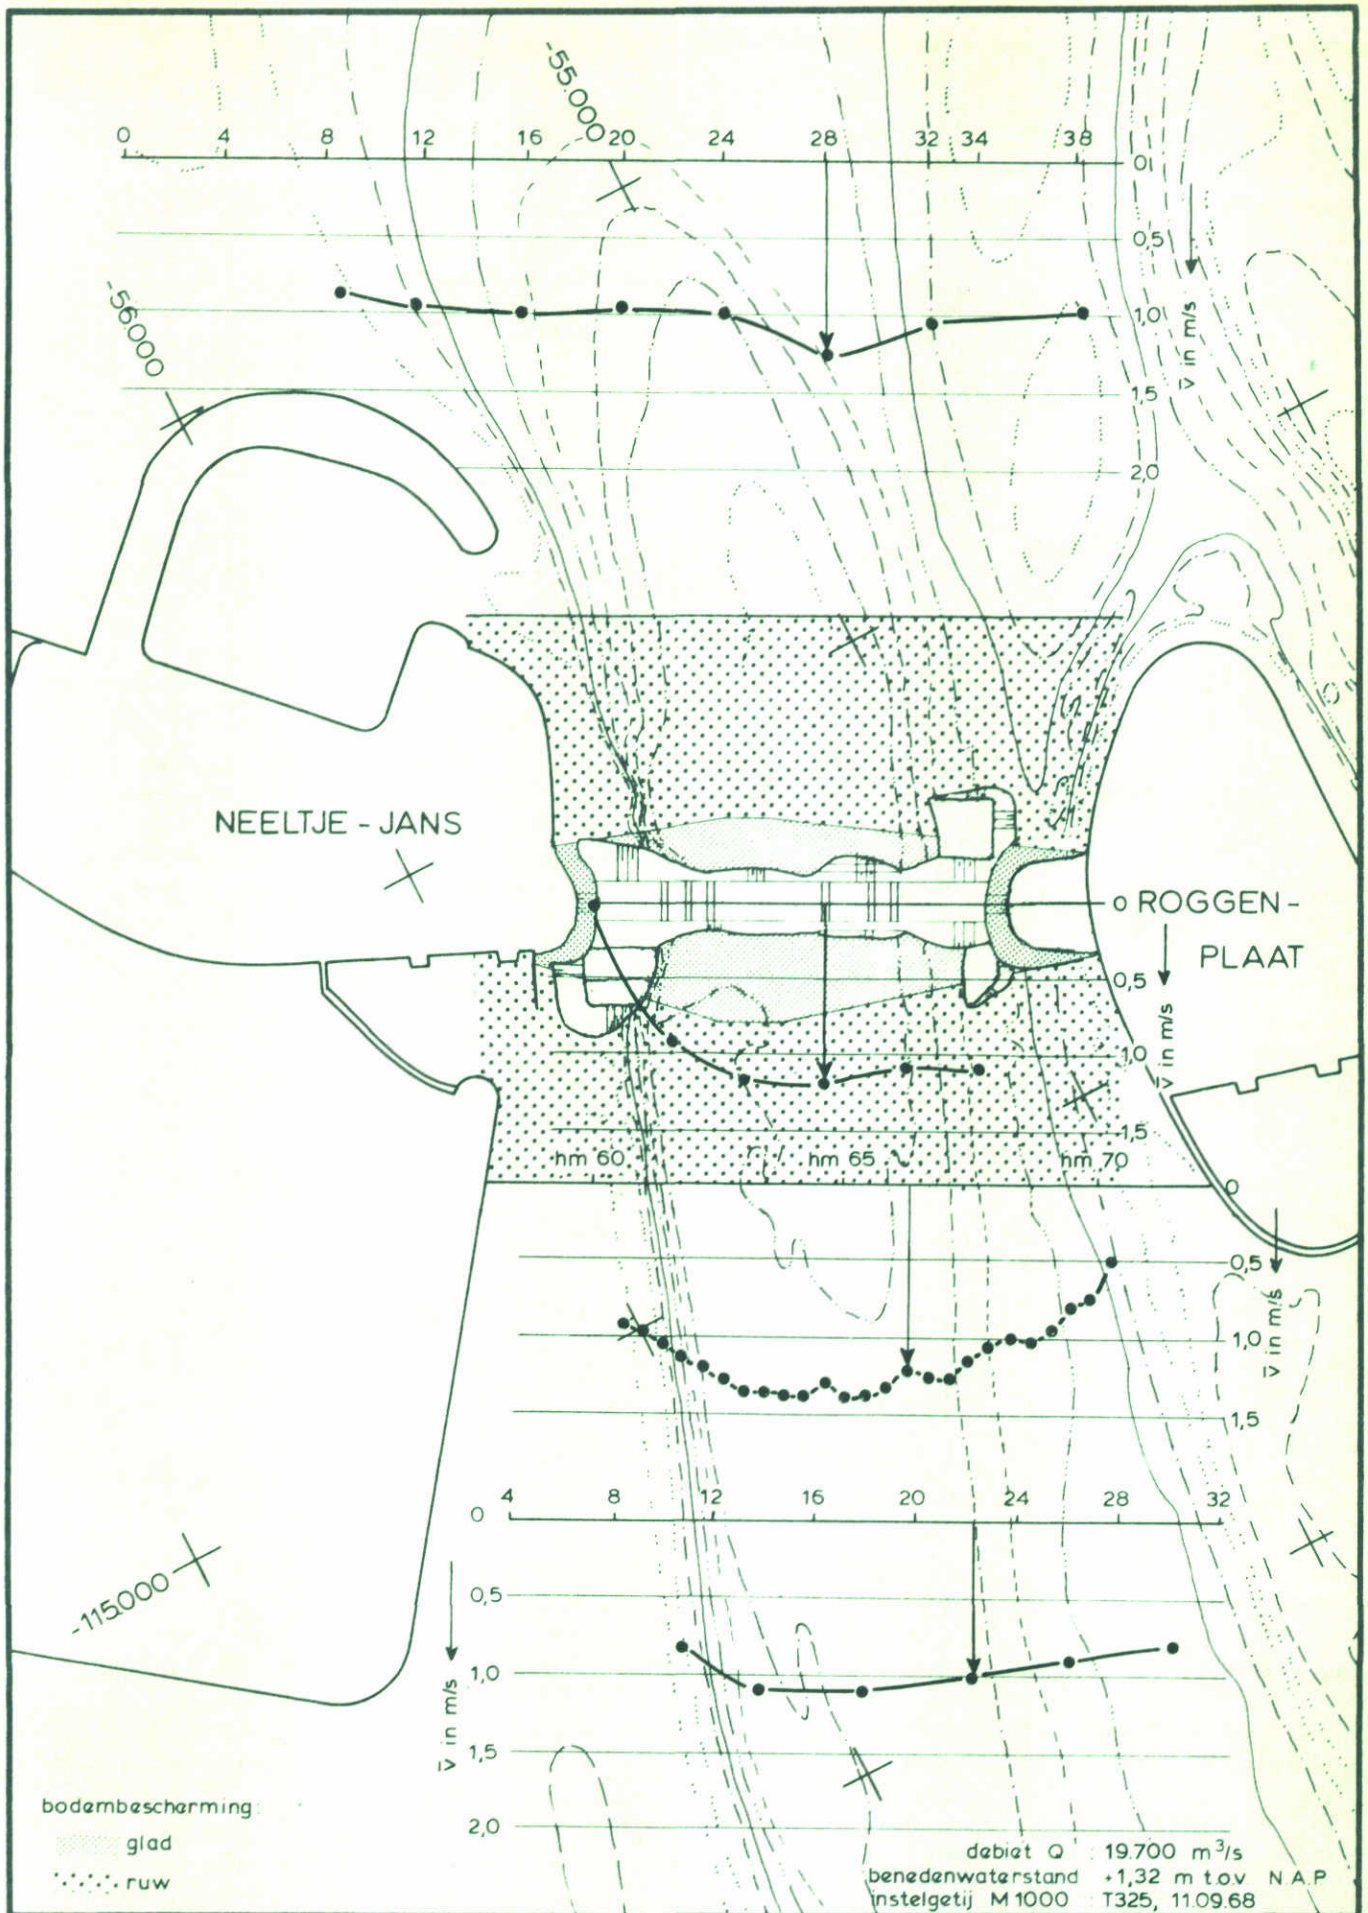 -55.000
0 4 8 12 16 20 24 28 32 34 38
0
0,5
1,0
1,5
2,0
v̄ in m/s
-56000
NEELTJE - JANS
0 ROGGEN -
PLAAT
0,5
1,0
1,5
v̄ in m/s
hm 60 hm 65 hm 70
0
0,5
1,0
1,5
v̄ in m/s
4 8 12 16 20 24 28 32
0
0,5
1,0
1,5
2,0
v̄ in m/s
-115.000
bodembescherming:
glad
ruw
debiet Q : 19.700 m³/s
benedenwaterstand +1,32 m t.o.v. N.A.P
instelgetij M 1000 : T325, 11.09.68